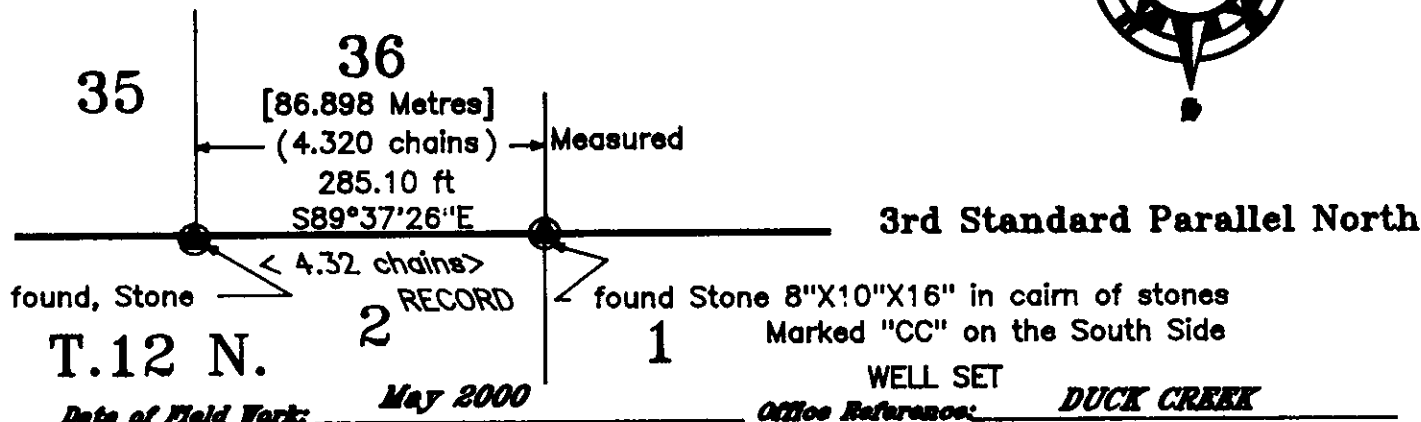 36
35
[86.898 Metres]
(4.320 chains) Measured
285.10 ft
S89°37'26"E
3rd Standard Parallel North
< 4.32 chains>
found, Stone
RECORD
found Stone 8"X10"X16" in cairn of stones
2
1
Marked "CC" on the South Side
T.12 N.
WELL SET
Date of Field Work: May 2000
Office Reference: DUCK CREEK